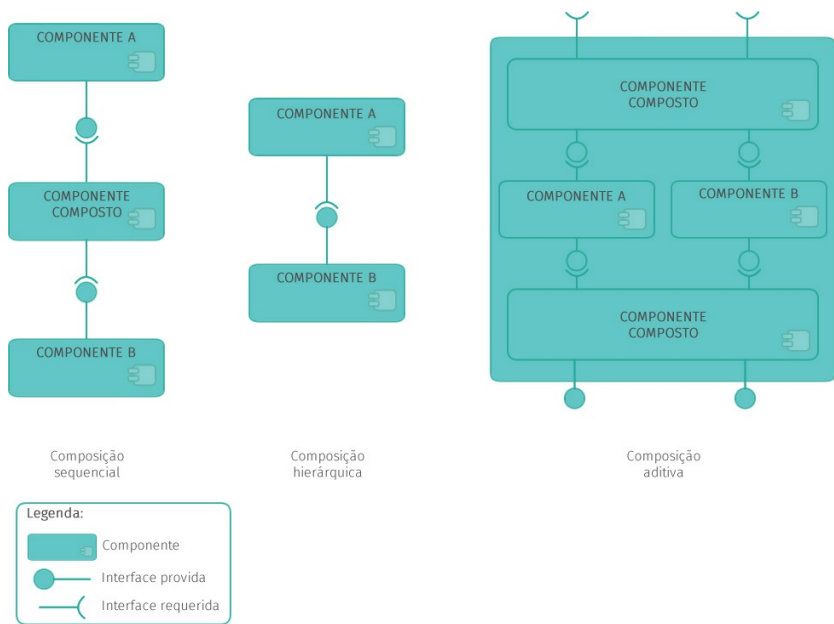 COMPONENTE A
COMPONENTE
COMPOSTO
COMPONENTE B
Composição
sequencial
COMPONENTE A
COMPONENTE B
Composição
hierárquica
COMPONENTE
COMPOSTO
COMPONENTE A
COMPONENTE B
COMPONENTE
COMPOSTO
Composição
aditiva
Legenda:
Componente
Interface provida
Interface requerida